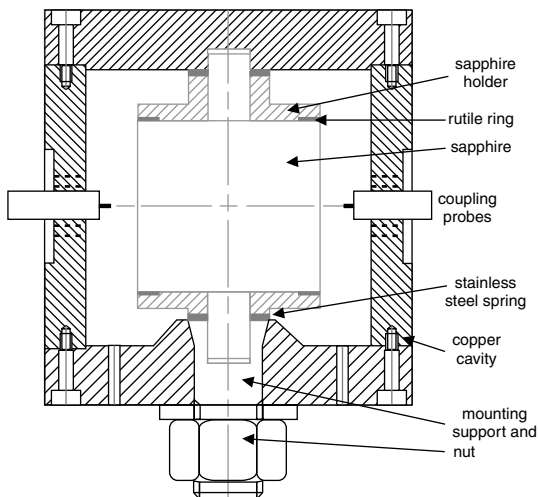 sapphire
holder
rutile ring
sapphire
coupling
probes
stainless
steel spring
copper
cavity
mounting
support and
nut